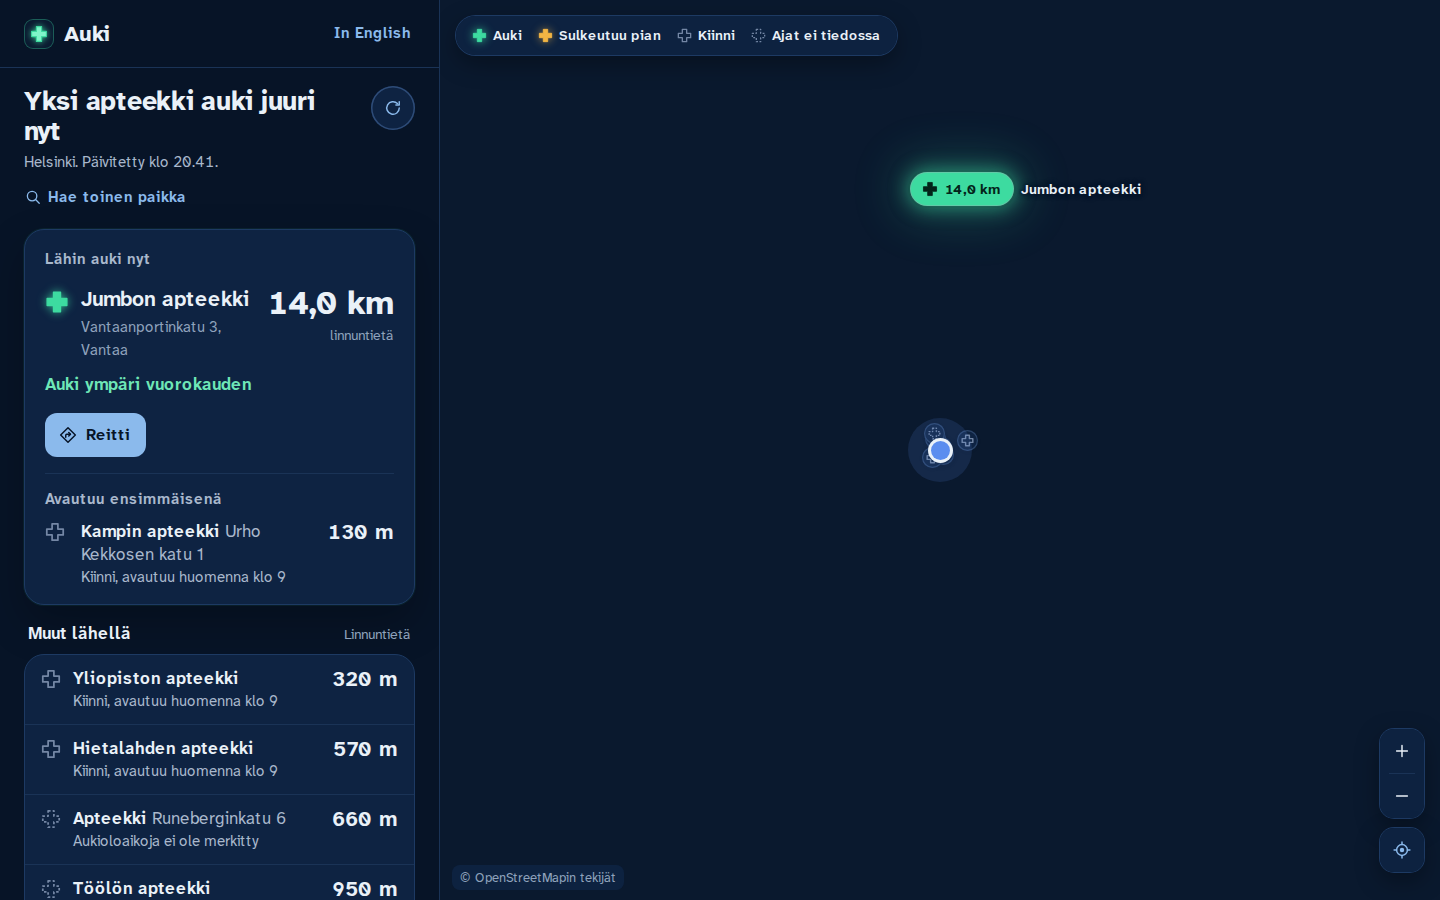 Auki
In English
Yksi apteekki auki juuri
nyt
Helsinki. Päivitetty klo 20.41.
Hae toinen paikka
Lähin auki nyt
Jumbon apteekki
14,0 km
Vantaanportinkatu 3,
Vantaa
linnuntietä
Auki ympäri vuorokauden
Reitti
Avautuu ensimmäisenä
Kampin apteekki Urho
Kekkosen katu 1
130 m
Kiinni, avautuu huomenna klo 9
Muut lähellä
Linnuntietä
Yliopiston apteekki
320 m
Kiinni, avautuu huomenna klo 9
Hietalahden apteekki
570 m
Kiinni, avautuu huomenna klo 9
Apteekki Runeberginkatu 6
660 m
Aukioloaikoja ei ole merkitty
Töölön apteekki
950 m
Auki
Sulkeutuu pian
Kiinni
Ajat ei tiedossa
14,0 km
Jumbon apteekki
+
−
© OpenStreetMapin tekijät